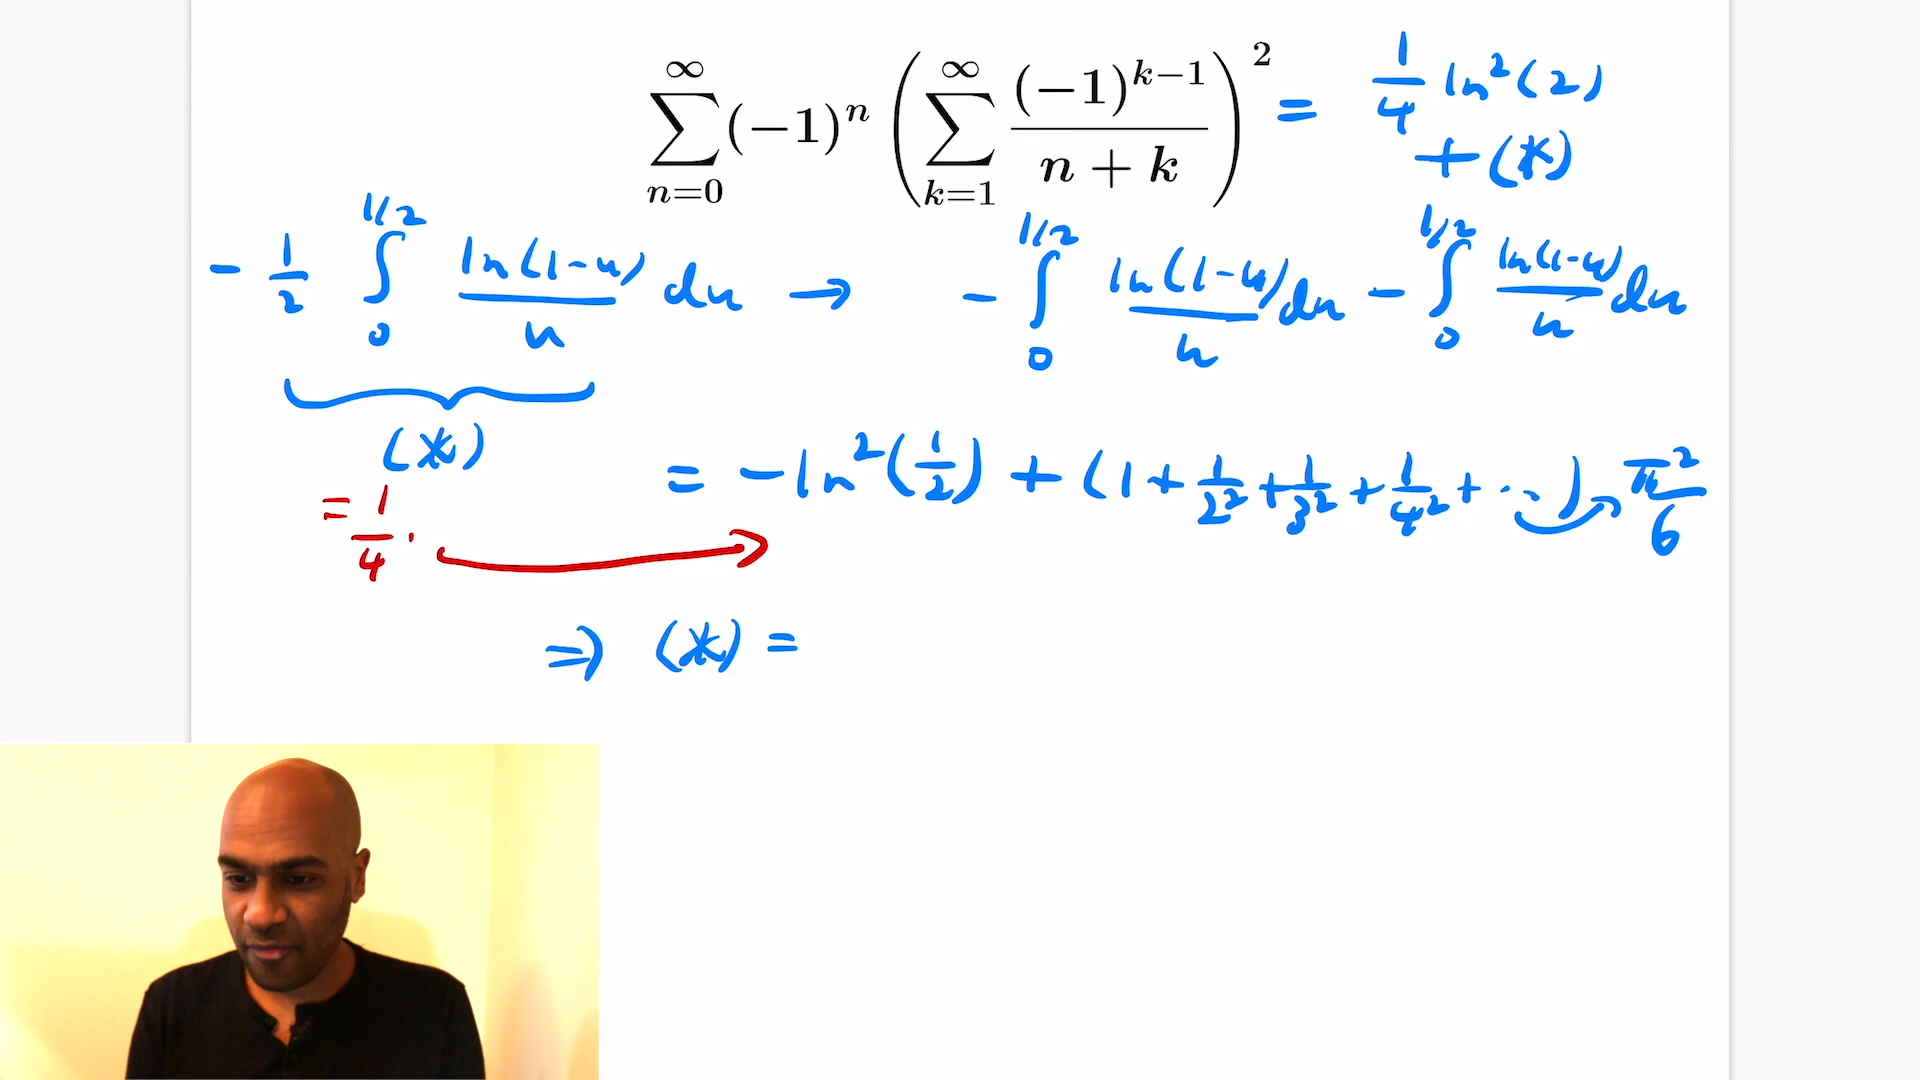 ∑_{n=0}^{∞} (−1)^n ( ∑_{k=1}^{∞} (−1)^{k−1} / (n + k) )^2 = 1/4 ln^2(2)
+ (*)
− 1/2 ∫_0^{1/2} ln(1-u)/u du → − ∫_0^{1/2} ln(1-u)/u du − ∫_0^{1/2} ln(1-u)/u du
(*)
= − ln^2(1/2) + (1 + 1/2^2 + 1/3^2 + 1/4^2 + ...) π^2/6
= 1/4 ·
⇒ (*) =